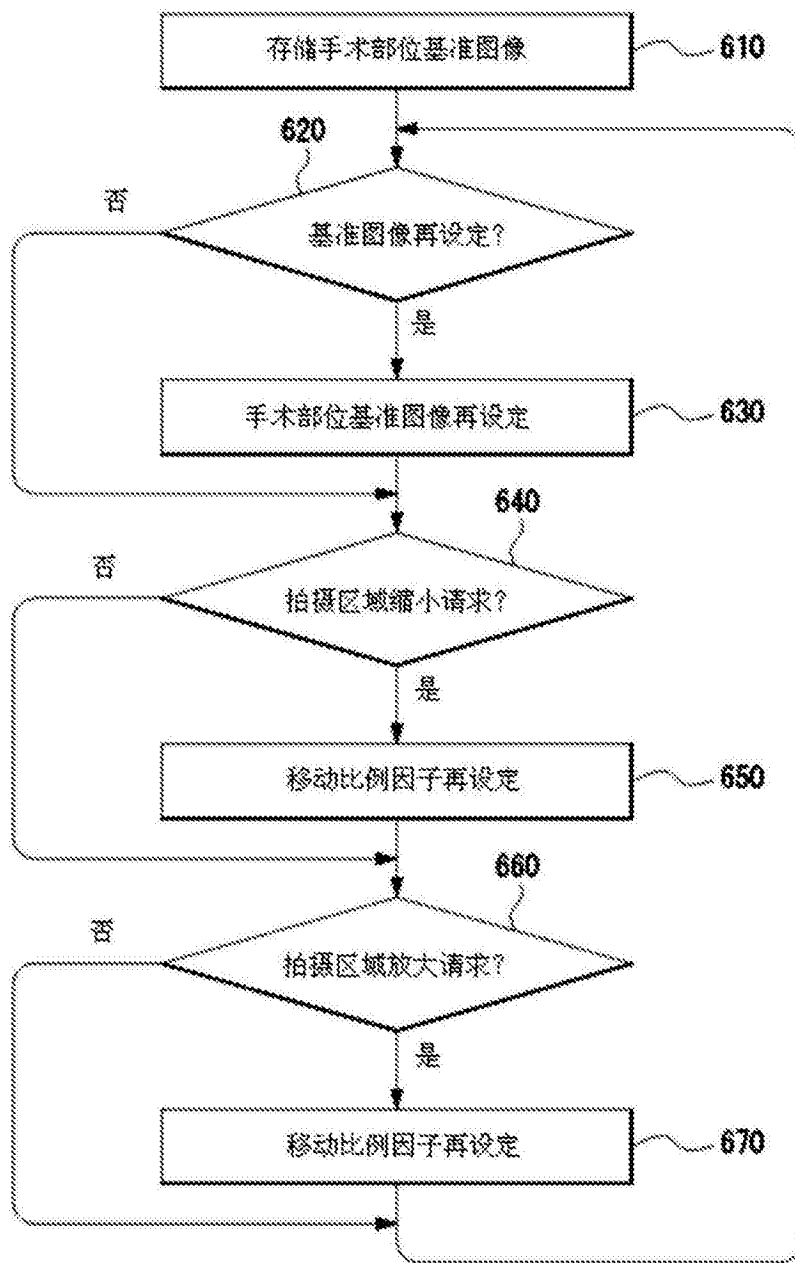 存储手术部位基准图像
610
620
否
基准图像再设定?
是
手术部位基准图像再设定
630
640
否
拍摄区域缩小请求?
是
移动比例因子再设定
650
660
否
拍摄区域放大请求?
是
移动比例因子再设定
670